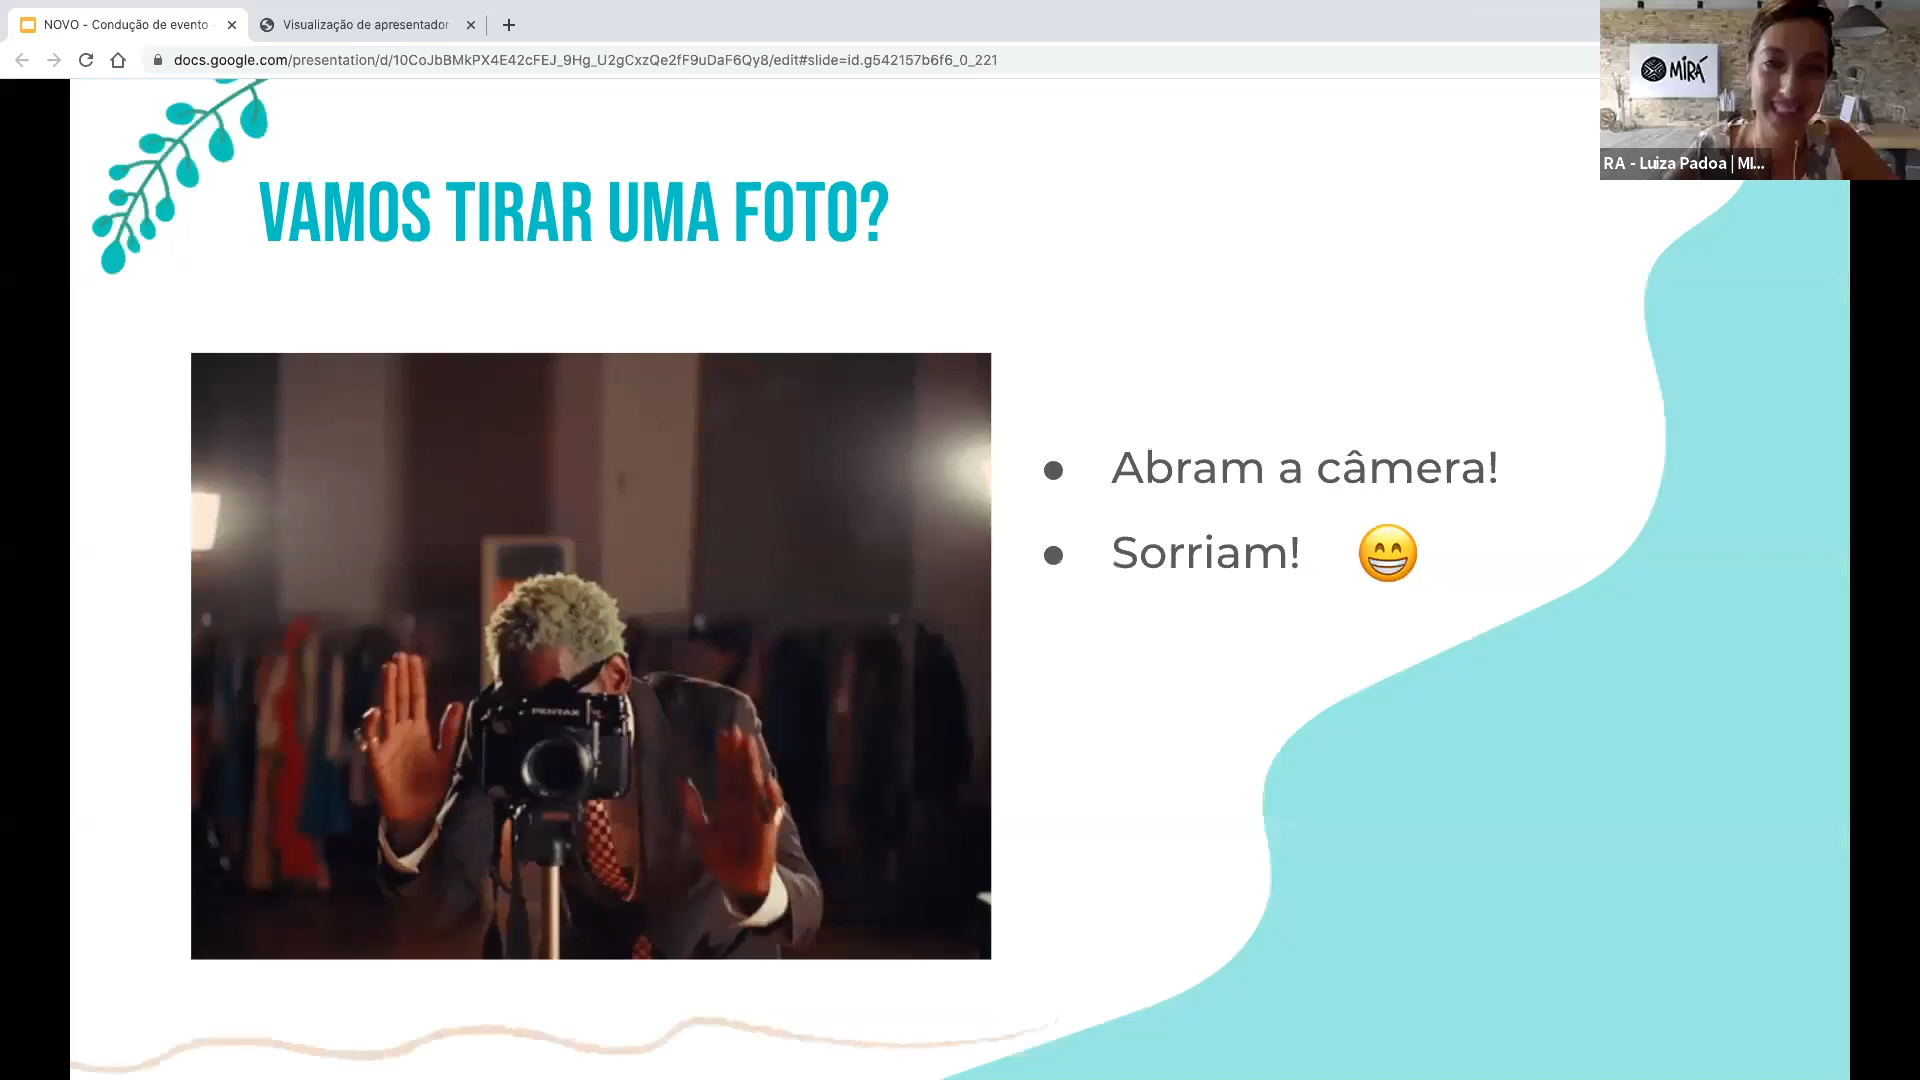 NOVO - Condução de evento
Visualização de apresentador
docs.google.com/presentation/d/10CoJbBMkPX4E42cFEJ_9Hg_U2gCxzQe2fF9uDaF6Qy8/edit#slide=id.g542157b6f6_0_221
MIRÁ
RA - Luiza Padoa | MI...
VAMOS TIRAR UMA FOTO?
● Abram a câmera!
● Sorriam! 😁
PENTAX